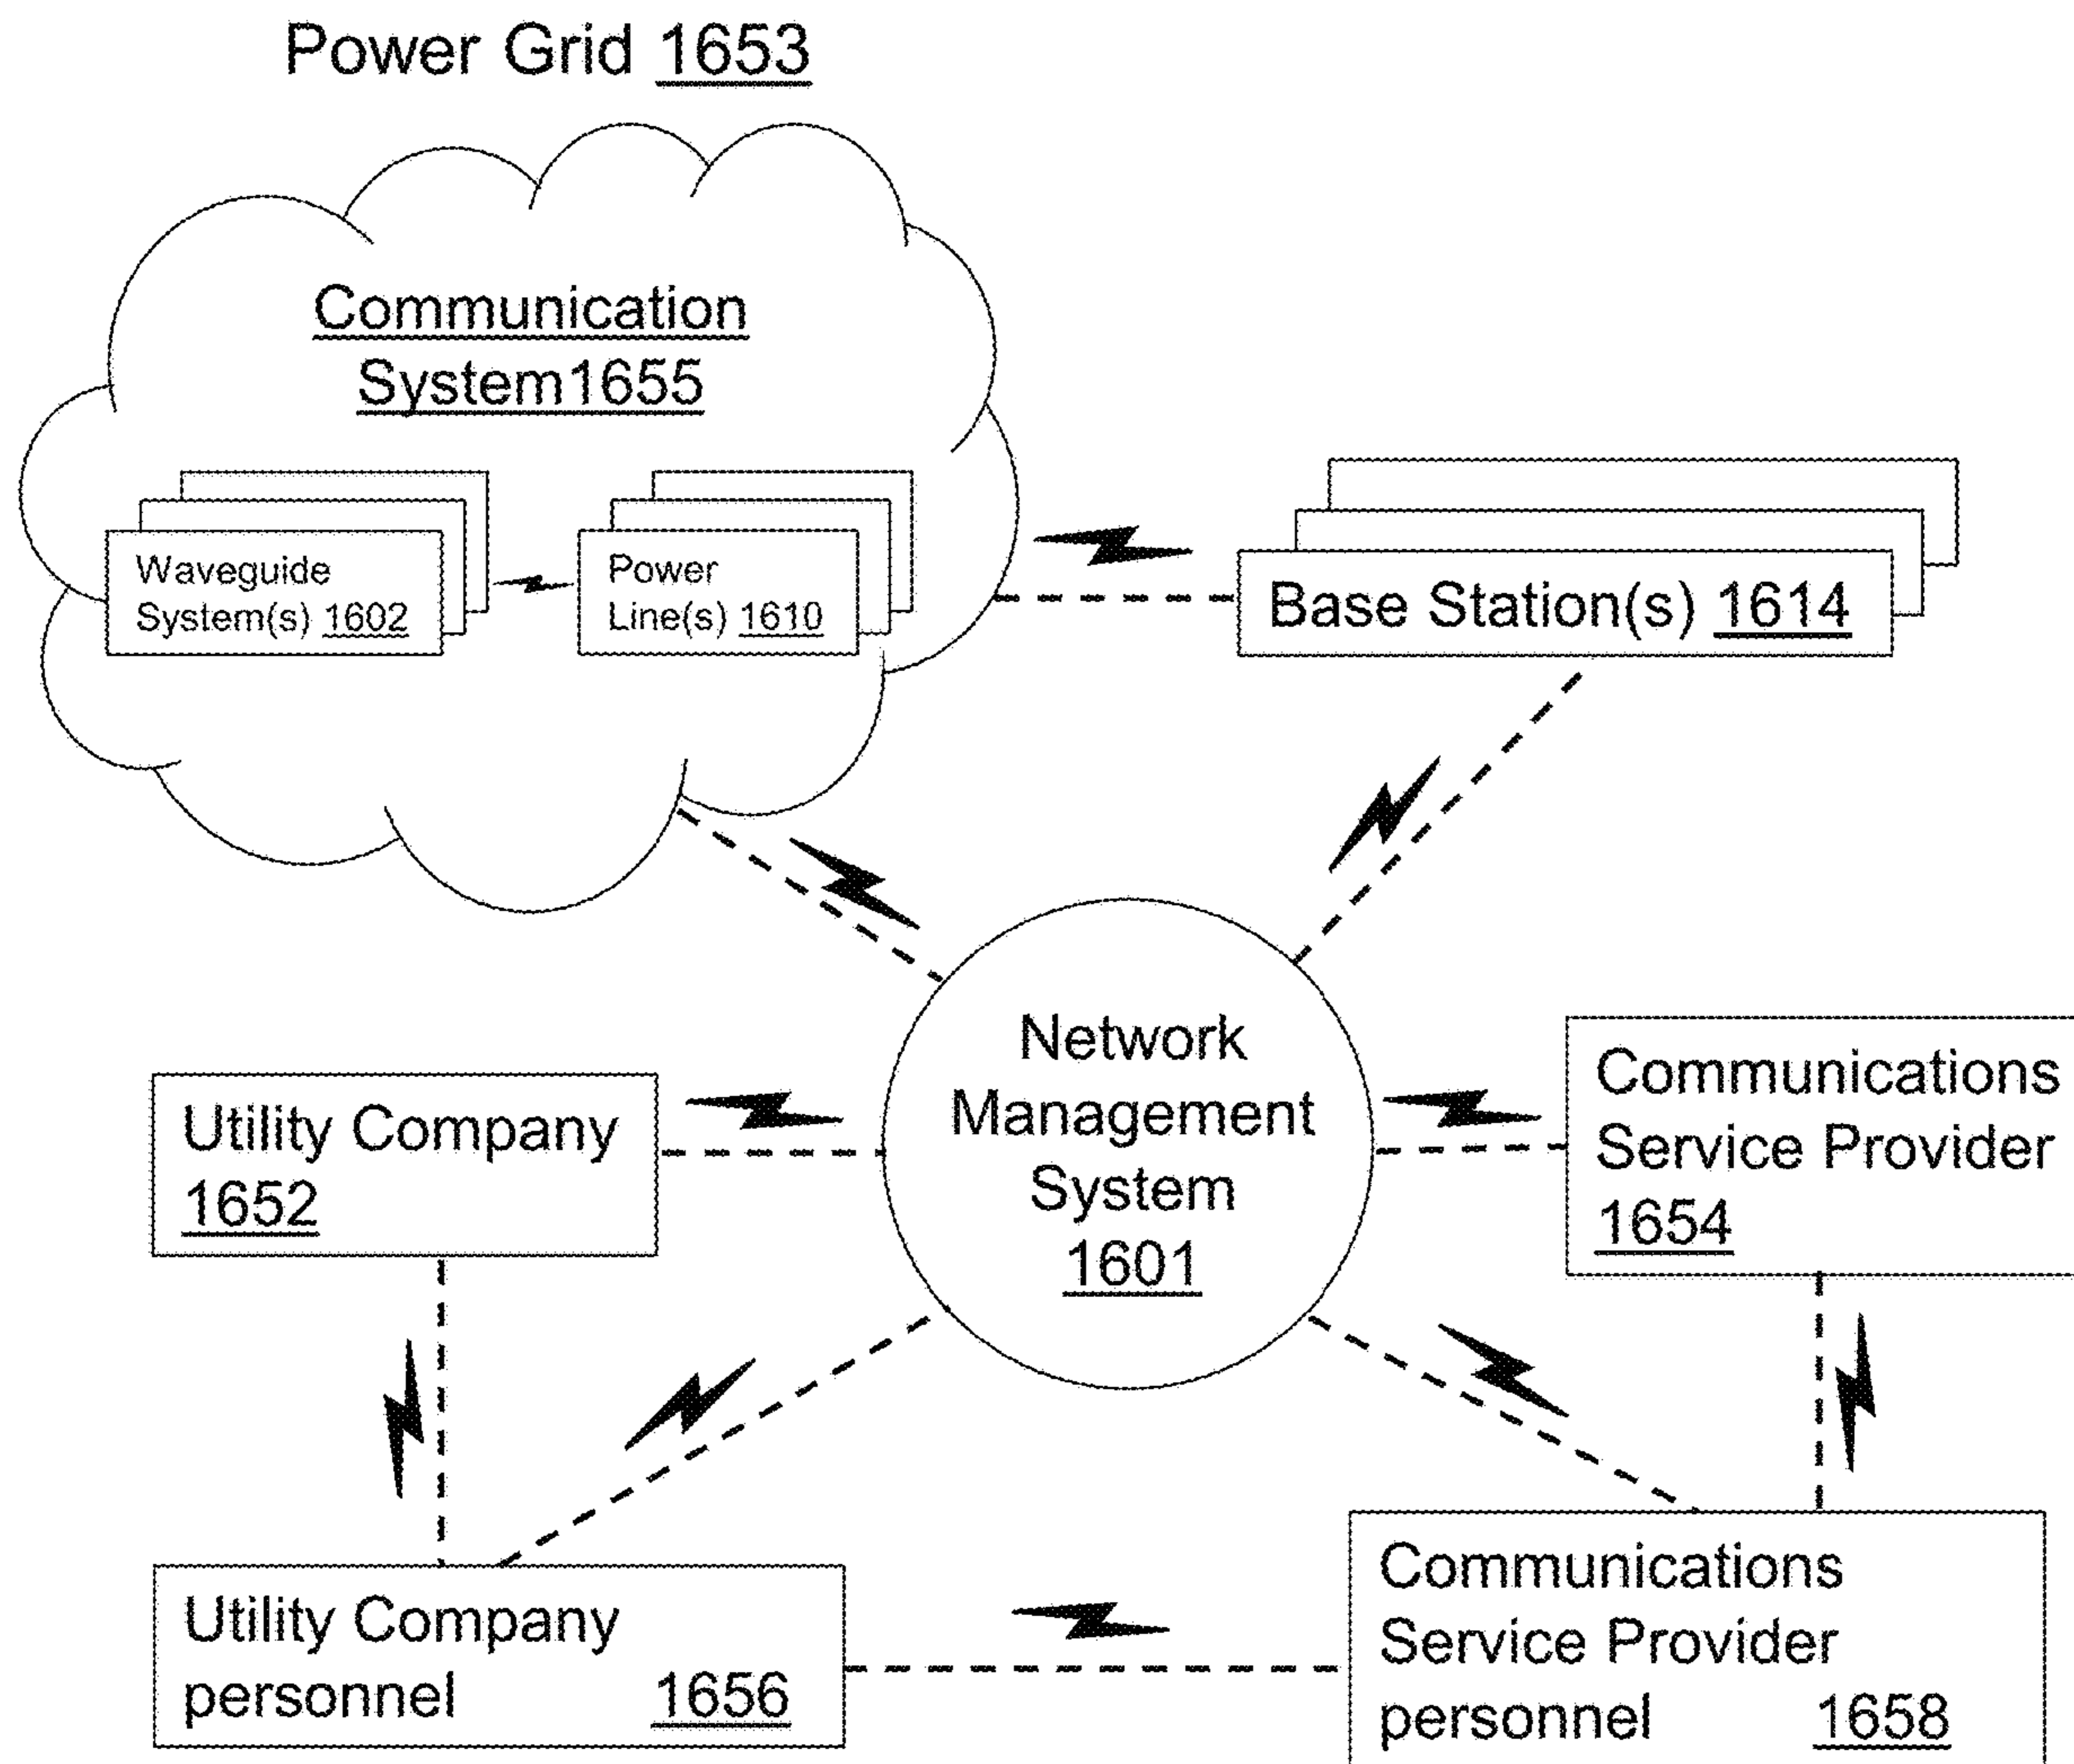 Power Grid 1653
Communication
System1655
Waveguide
System(s) 1602
Power
Line(s) 1610
Base Station(s) 1614
Network
Management
System
1601
Utility Company
1652
Communications
Service Provider
1654
Utility Company
personnel 1656
Communications
Service Provider
personnel 1658